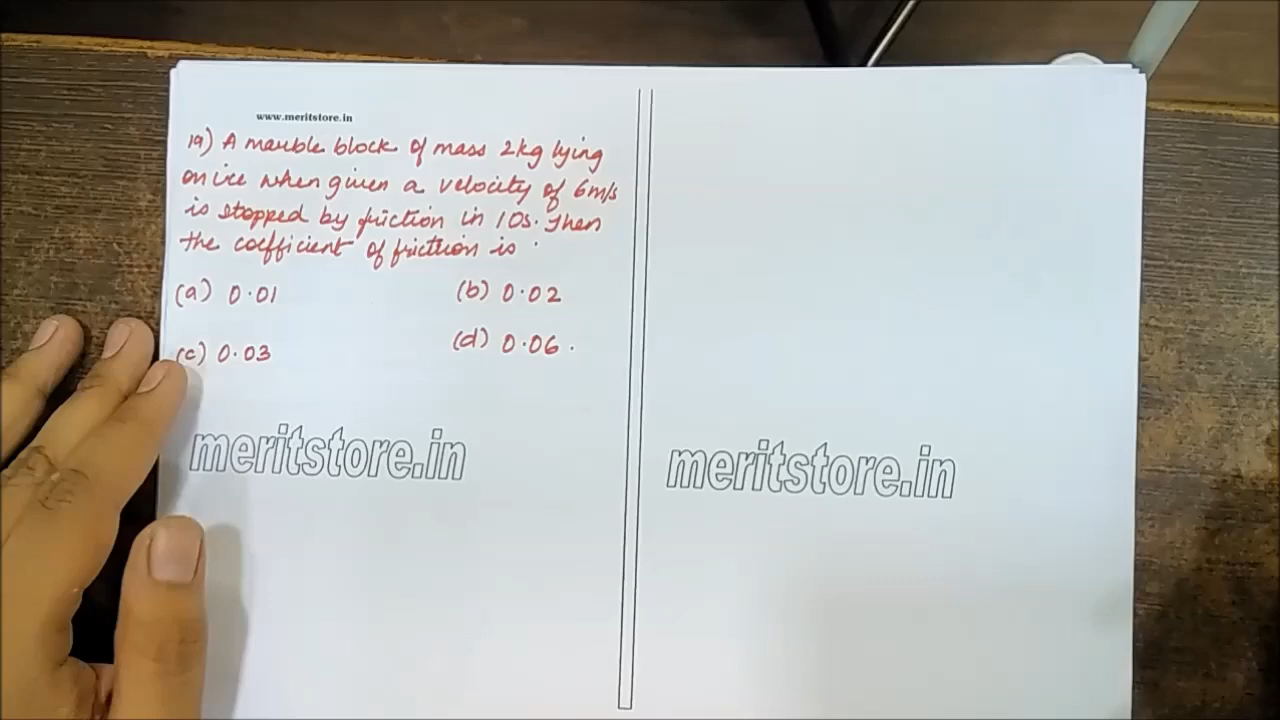 www.meritstore.in
19) A marble block of mass 2kg lying
on ice when given a velocity of 6m/s
is stopped by friction in 10s. Then
the coefficient of friction is
(a) 0.01 (b) 0.02
(c) 0.03 (d) 0.06.
meritstore.in meritstore.in